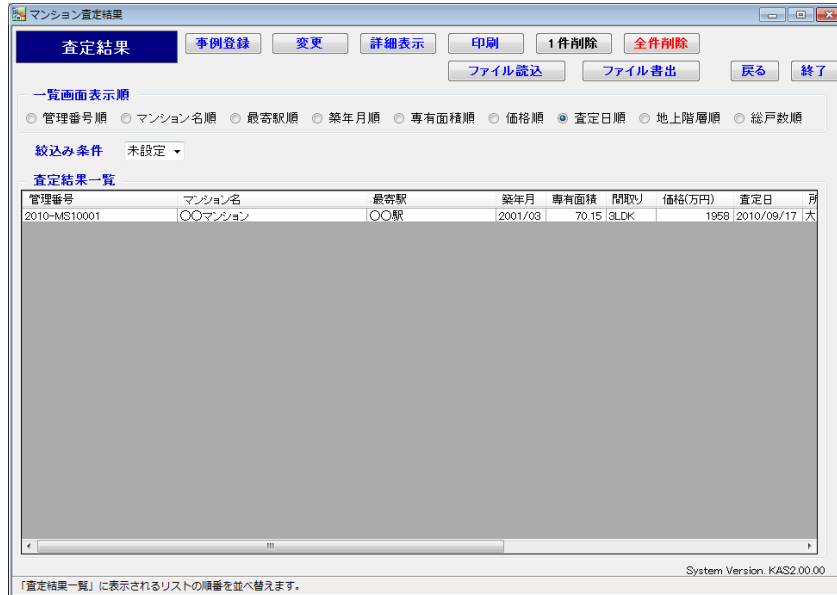 マンション査定結果
査定結果 事例登録 変更 詳細表示 印刷 1件削除 全件削除
ファイル読込 ファイル書出 戻る 終了
一覧画面表示順
管理番号順 マンション名順 最寄駅順 築年月順 専有面積順 価格順 査定日順 地上階層順 総戸数順
絞込み条件 未設定
査定結果一覧
管理番号 マンション名 最寄駅 築年月 専有面積 間取り 価格(万円) 査定日 所
2010-MS10001 〇〇マンション 〇〇駅 2001/03 70.15 3LDK 1958 2010/09/17 大
System Version. KAS2.00.00
「査定結果一覧」に表示されるリストの順番を並べ替えます。